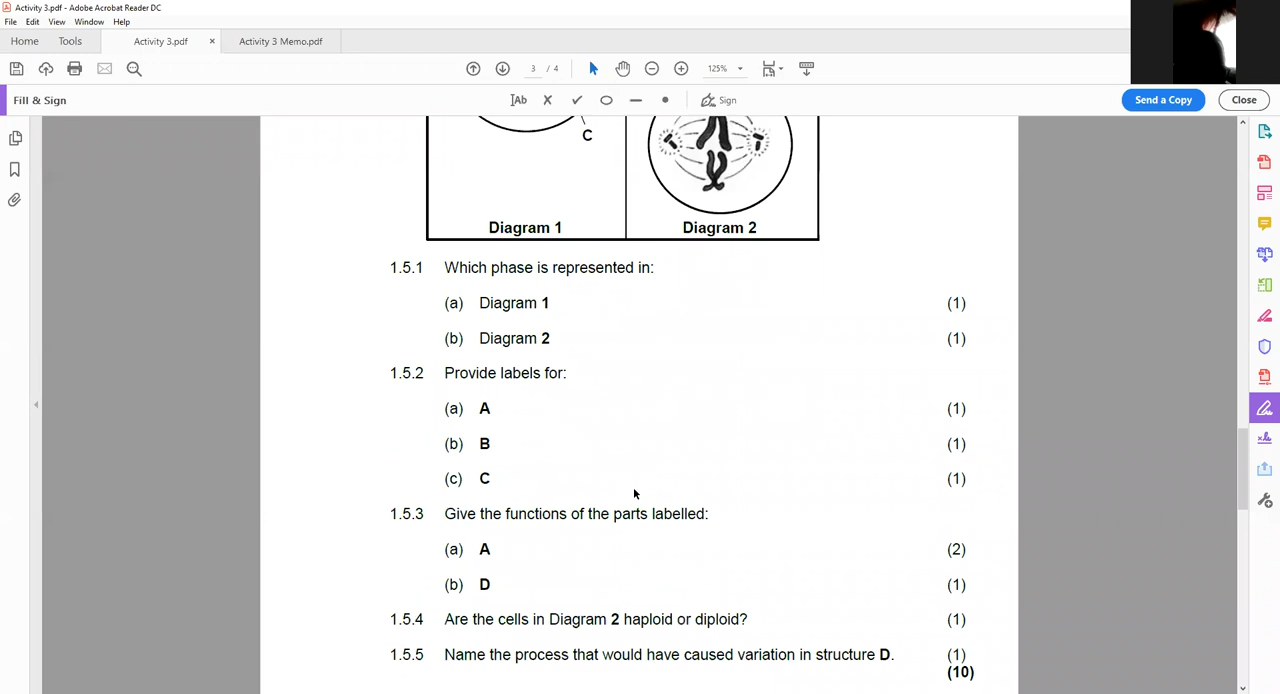 Activity 3.pdf - Adobe Acrobat Reader DC
File Edit View Window Help
Home Tools Activity 3.pdf × Activity 3 Memo.pdf
3 / 4 125%
Fill & Sign Ab Sign Send a Copy Close
C
Diagram 1 Diagram 2
1.5.1 Which phase is represented in:
(a) Diagram 1 (1)
(b) Diagram 2 (1)
1.5.2 Provide labels for:
(a) A (1)
(b) B (1)
(c) C (1)
1.5.3 Give the functions of the parts labelled:
(a) A (2)
(b) D (1)
1.5.4 Are the cells in Diagram 2 haploid or diploid? (1)
1.5.5 Name the process that would have caused variation in structure D. (1)
(10)